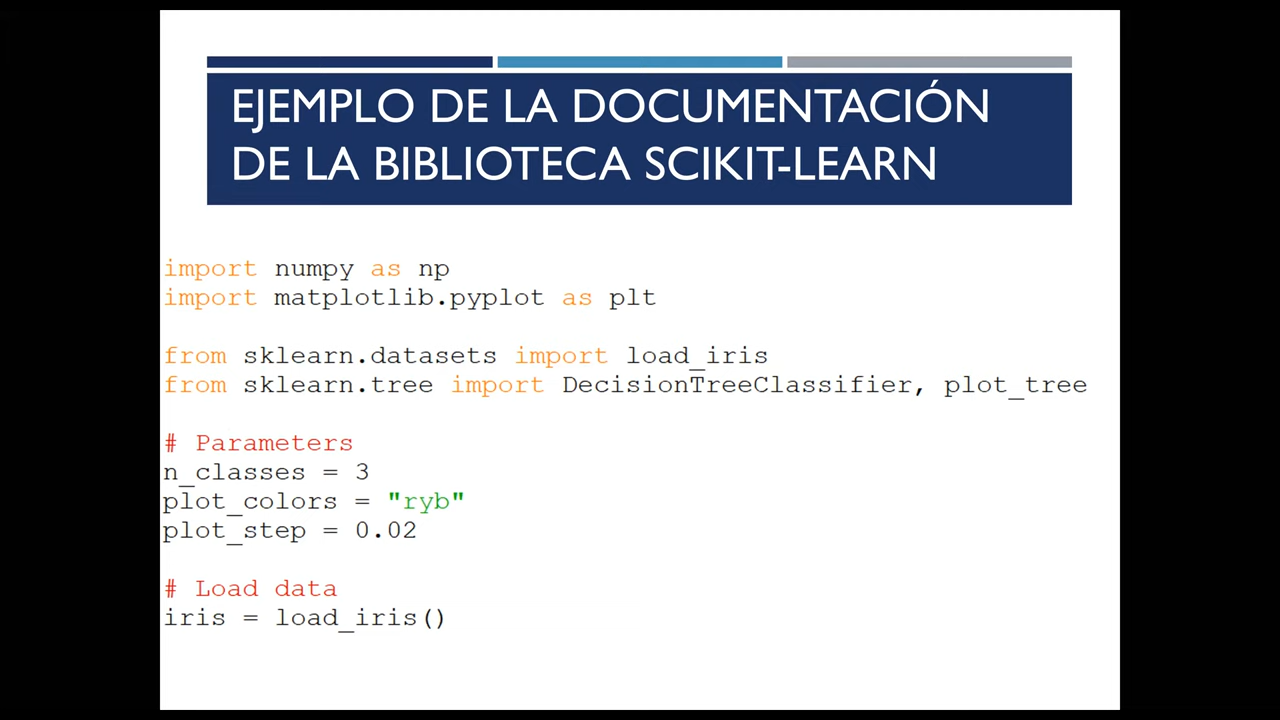 EJEMPLO DE LA DOCUMENTACIÓN
DE LA BIBLIOTECA SCIKIT-LEARN
import numpy as np
import matplotlib.pyplot as plt
from sklearn.datasets import load_iris
from sklearn.tree import DecisionTreeClassifier, plot_tree
# Parameters
n_classes = 3
plot_colors = "ryb"
plot_step = 0.02
# Load data
iris = load_iris()